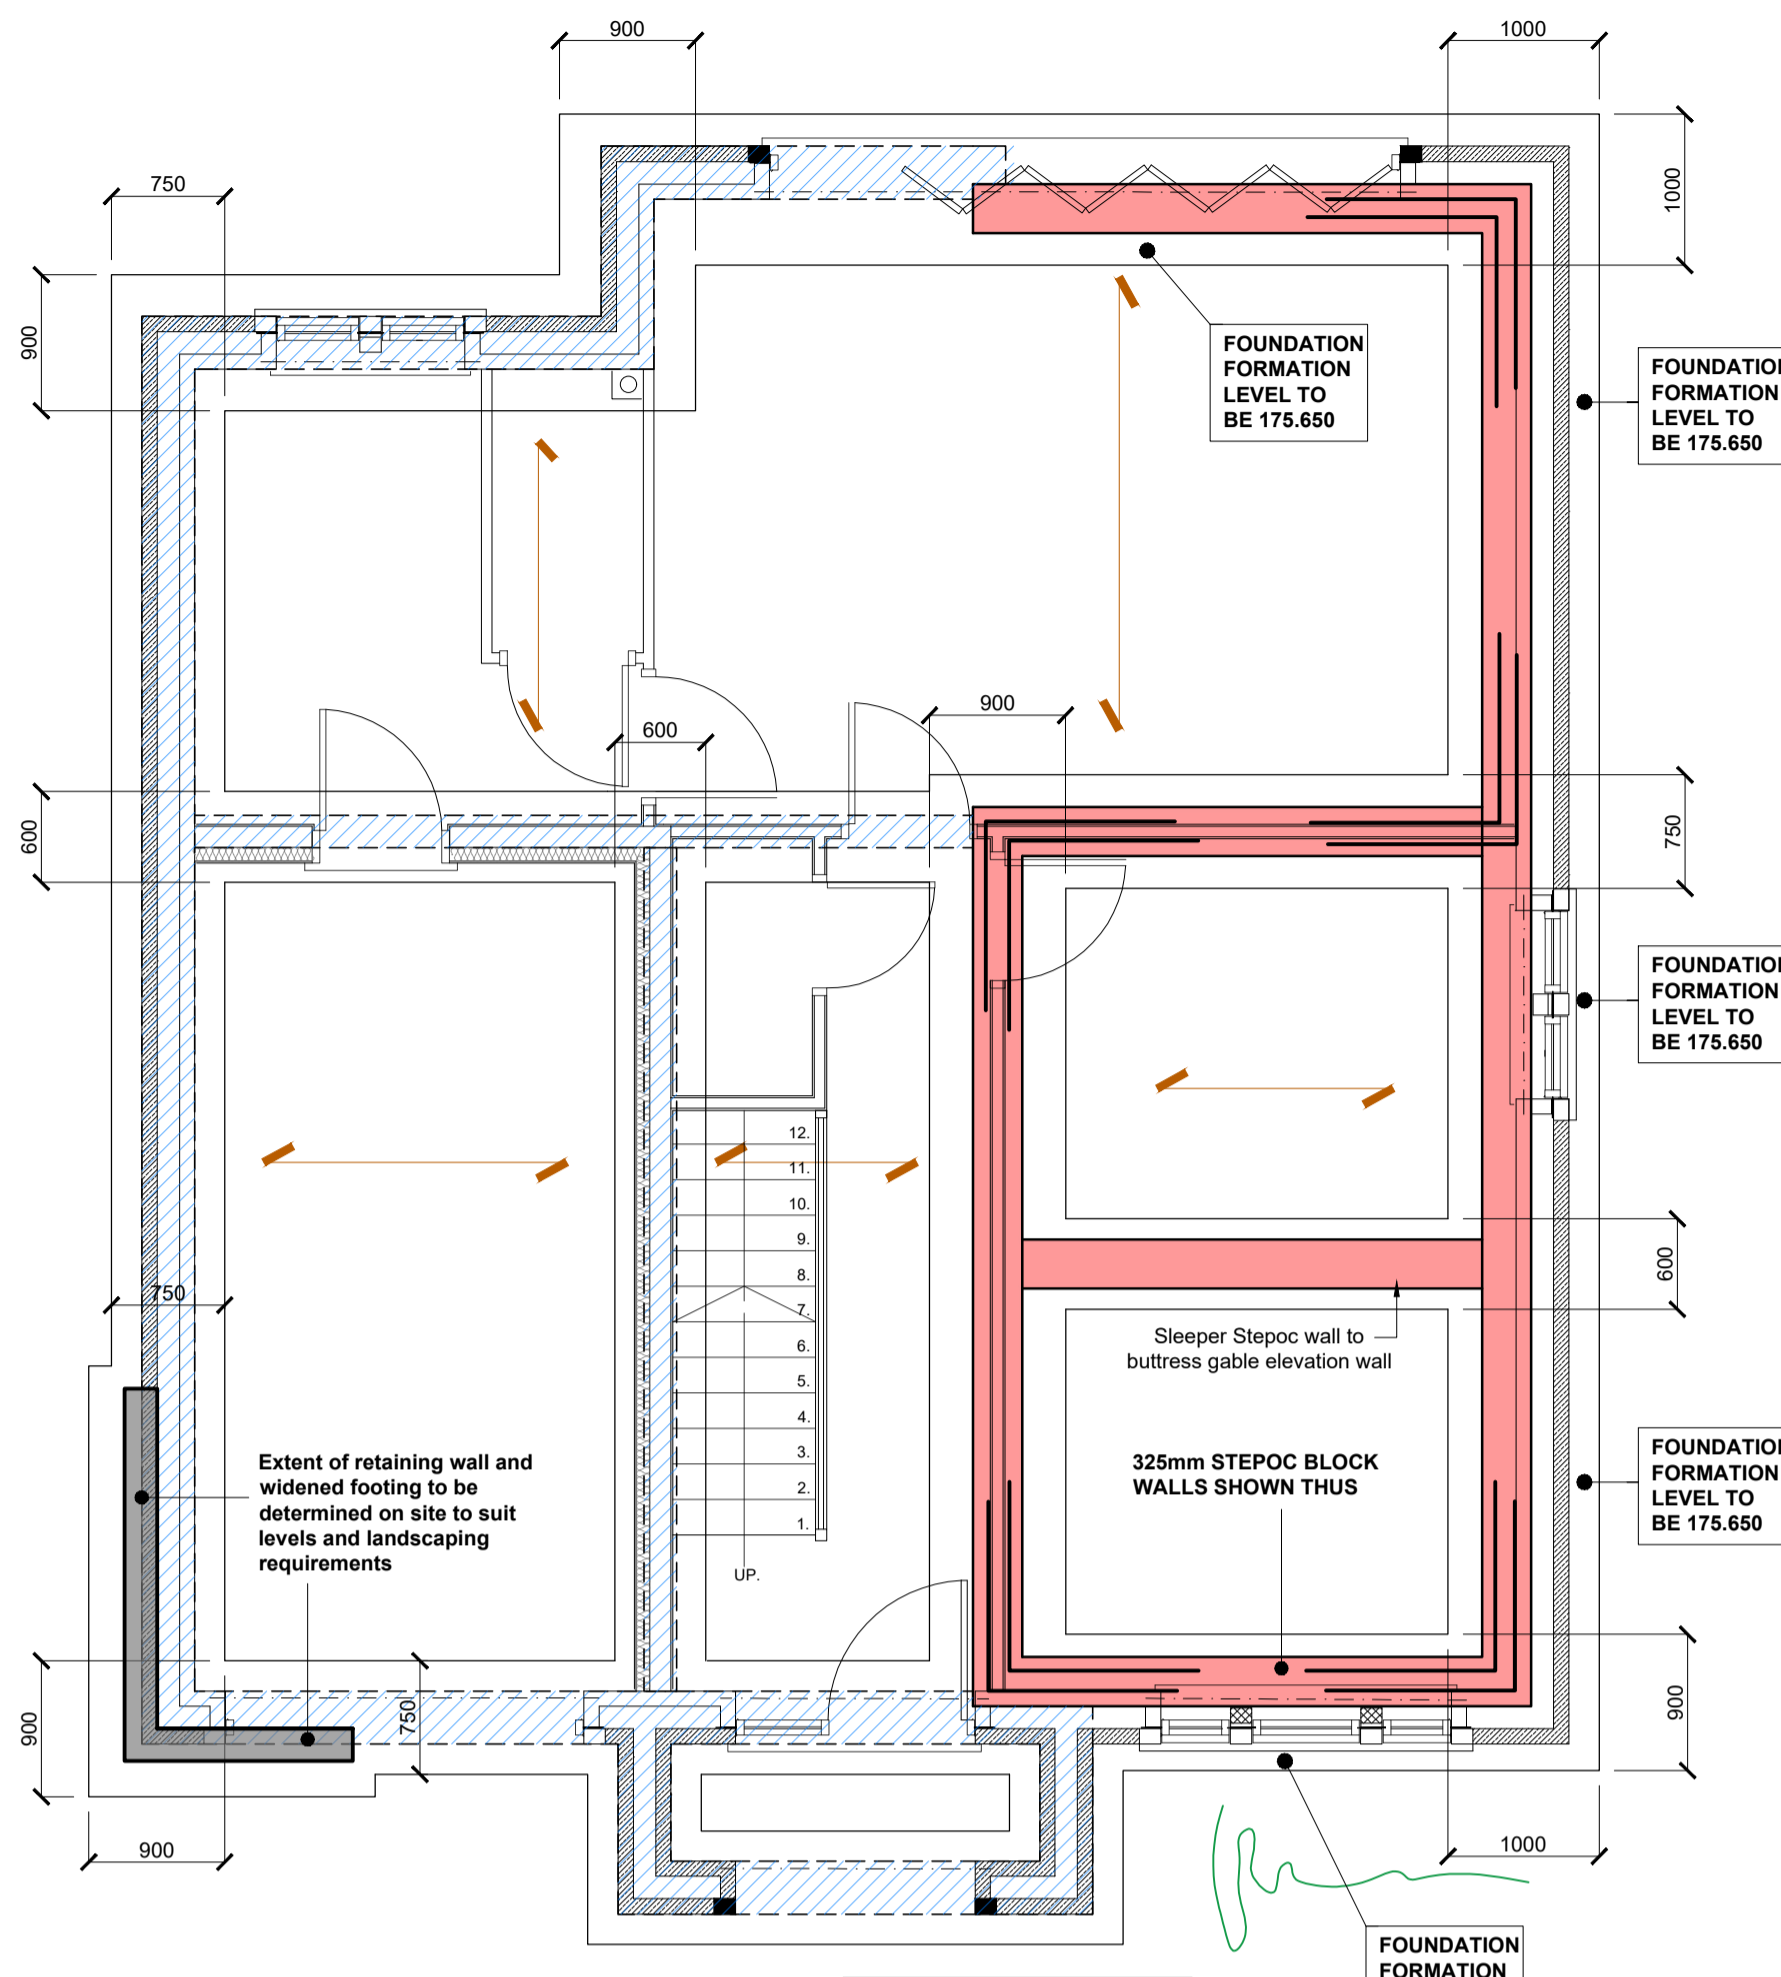 900
1000
750
1000
900
FOUNDATION
FORMATION
LEVEL TO
BE 175.650
FOUNDATION
FORMATION
LEVEL TO
BE 175.650
900
600
600
750
FOUNDATION
FORMATION
LEVEL TO
BE 175.650
12.
11.
10.
9.
8.
7.
6.
5.
4.
3.
2.
1.
UP.
600
750
Sleeper Stepoc wall to
buttress gable elevation wall
Extent of retaining wall and
widened footing to be
determined on site to suit
levels and landscaping
requirements
325mm STEPOC BLOCK
WALLS SHOWN THUS
FOUNDATION
FORMATION
LEVEL TO
BE 175.650
900
750
900
900
1000
FOUNDATION
FORMATION